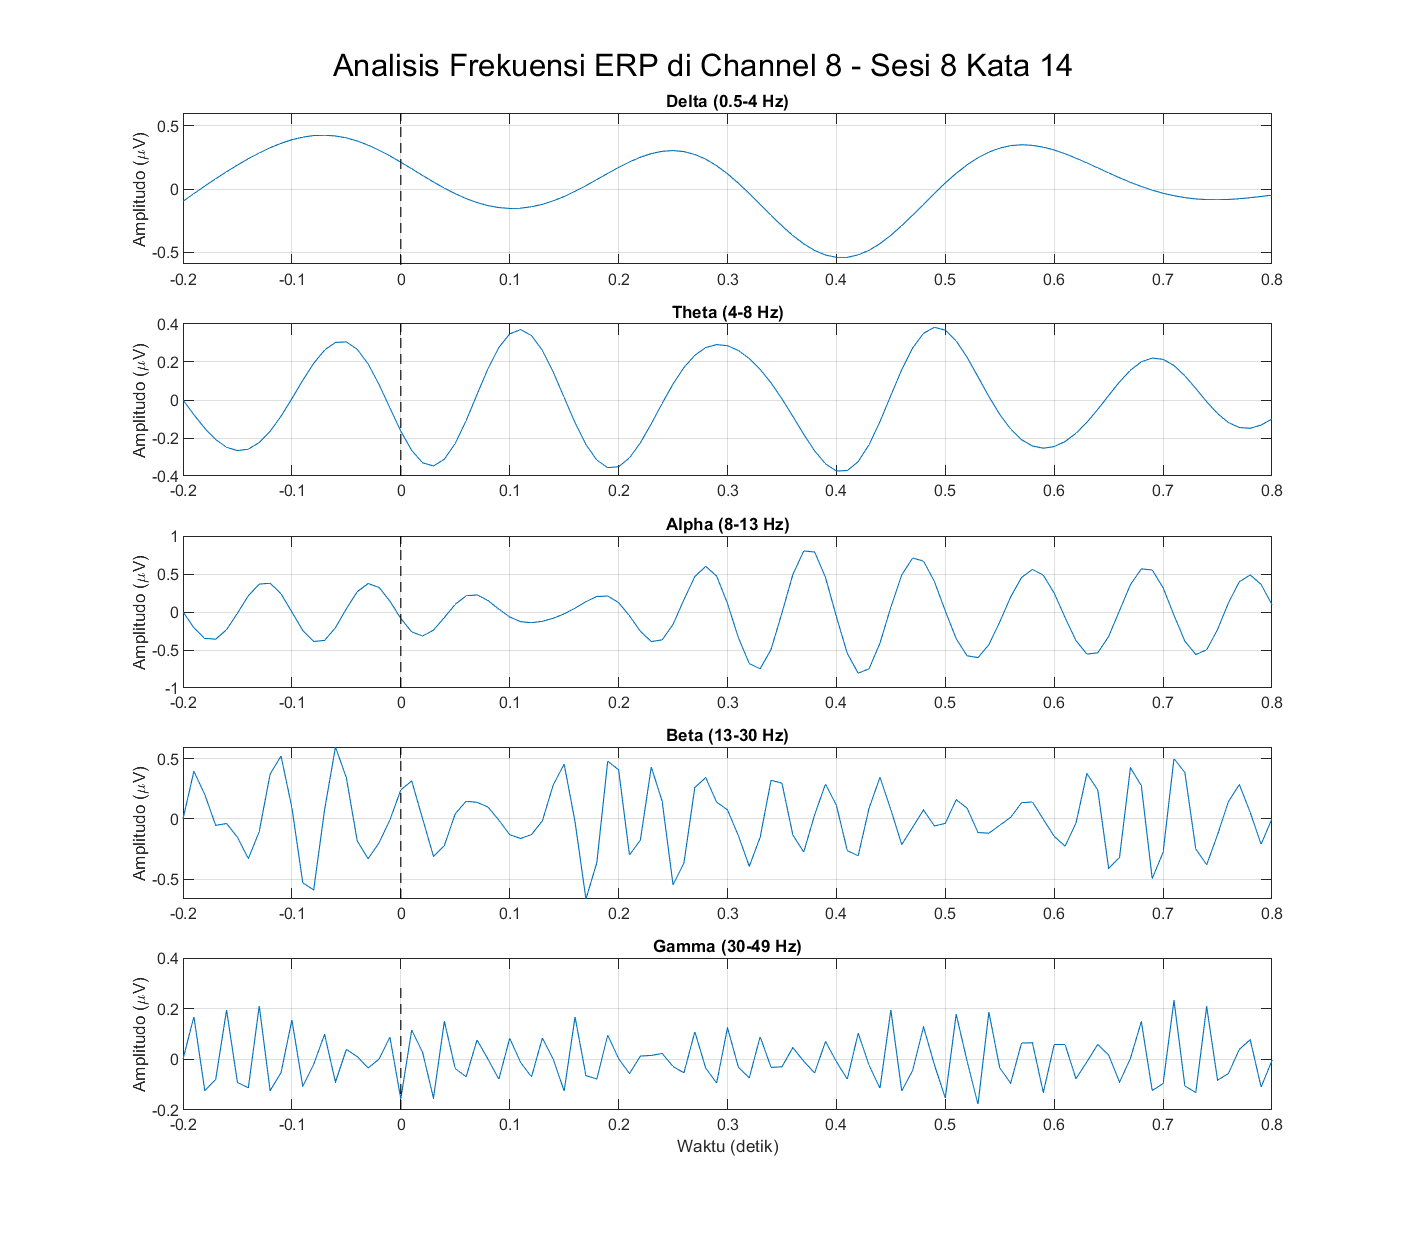 Analisis Frekuensi ERP di Channel 8 - Sesi 8 Kata 14
Delta (0.5-4 Hz)
Amplitudo (μV)
0.5
0
-0.5
-0.2 -0.1 0 0.1 0.2 0.3 0.4 0.5 0.6 0.7 0.8
Theta (4-8 Hz)
Amplitudo (μV)
0.4
0.2
0
-0.2
-0.4
-0.2 -0.1 0 0.1 0.2 0.3 0.4 0.5 0.6 0.7 0.8
Alpha (8-13 Hz)
Amplitudo (μV)
1
0.5
0
-0.5
-1
-0.2 -0.1 0 0.1 0.2 0.3 0.4 0.5 0.6 0.7 0.8
Beta (13-30 Hz)
Amplitudo (μV)
0.5
0
-0.5
-0.2 -0.1 0 0.1 0.2 0.3 0.4 0.5 0.6 0.7 0.8
Gamma (30-49 Hz)
Amplitudo (μV)
0.4
0.2
0
-0.2
-0.2 -0.1 0 0.1 0.2 0.3 0.4 0.5 0.6 0.7 0.8
Waktu (detik)